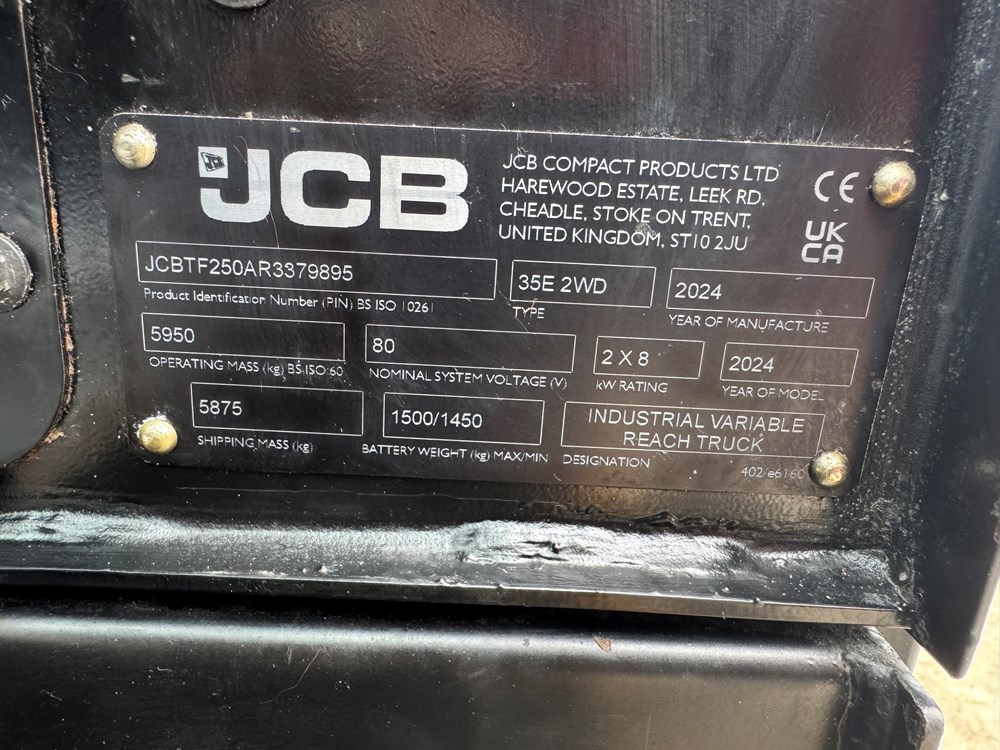 JCB
JCB COMPACT PRODUCTS LTD
HAREWOOD ESTATE, LEEK RD,
CHEADLE, STOKE ON TRENT,
UNITED KINGDOM, ST10 2JU
CE
UK
CA
JCBTF250AR3379895
Product Identification Number (PIN) BS ISO 10261
35E 2WD
TYPE
2024
YEAR OF MANUFACTURE
5950
OPERATING MASS (kg) BS ISO 60
80
NOMINAL SYSTEM VOLTAGE (V)
2 X 8
kW RATING
2024
YEAR OF MODEL
5875
SHIPPING MASS (kg)
1500/1450
BATTERY WEIGHT (kg) MAX/MIN
INDUSTRIAL VARIABLE
REACH TRUCK
DESIGNATION